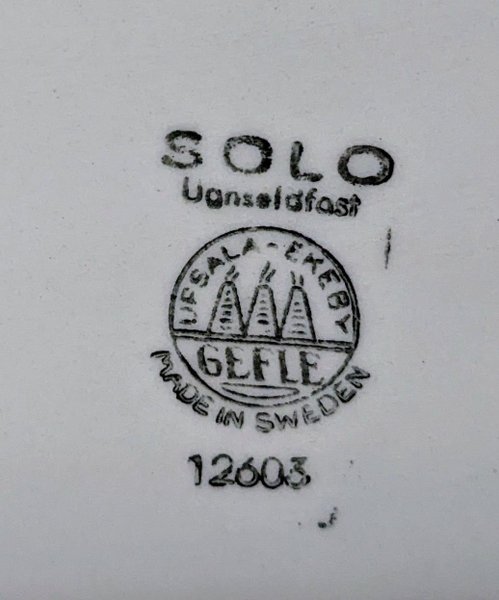 SOLO
Ugnseldfast
UPSALA-EKEBY
GEFLE
MADE IN SWEDEN
12603